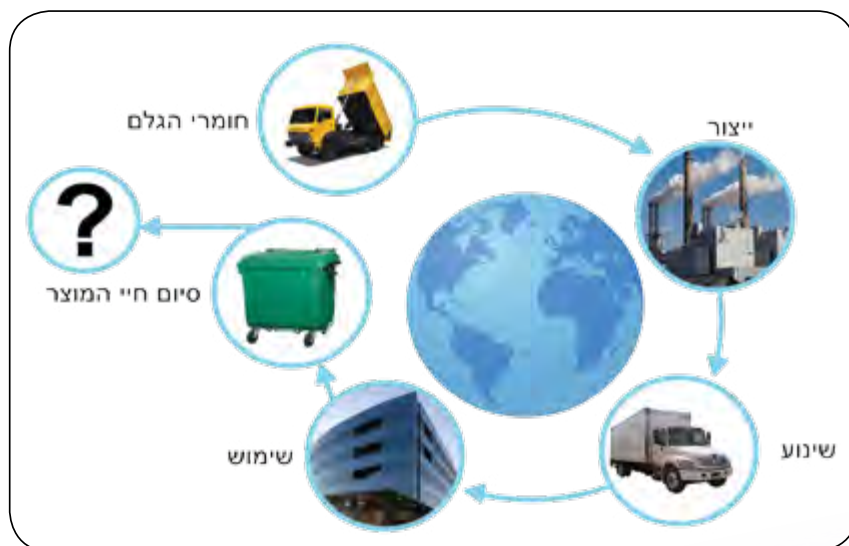 חומרי הגלם
ייצור
שינוע
שימוש
סיום חיי המוצר
?